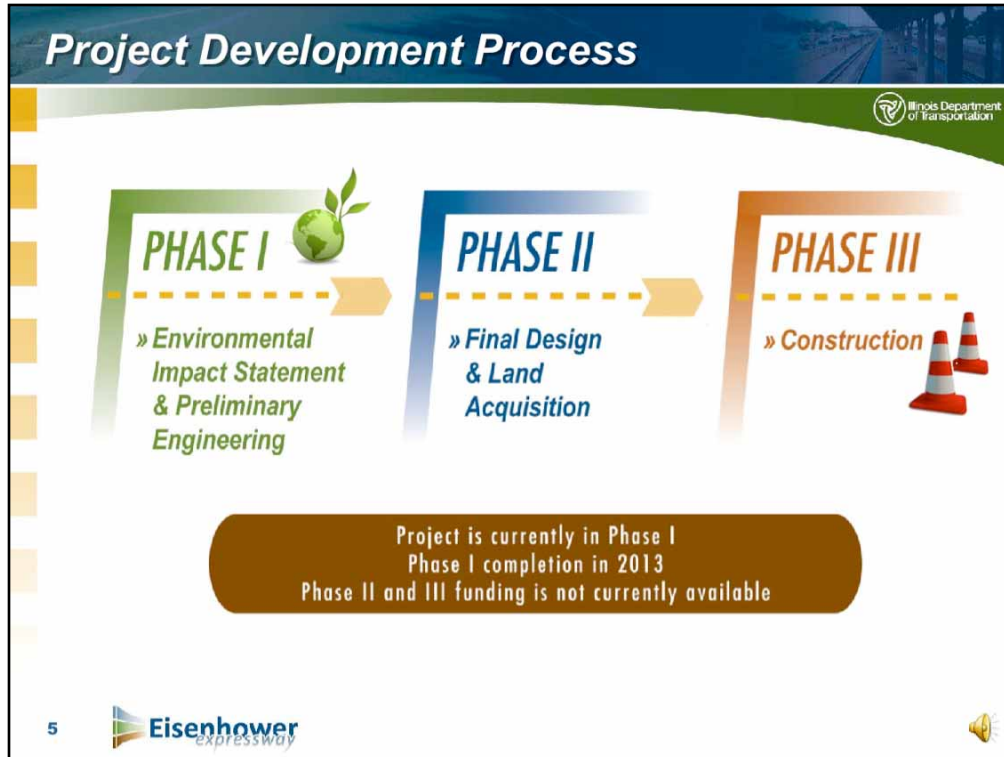 Project Development Process
Illinois Department
of Transportation
PHASE I
» Environmental
Impact Statement
& Preliminary
Engineering
PHASE II
» Final Design
& Land
Acquisition
PHASE III
» Construction
Project is currently in Phase I
Phase I completion in 2013
Phase II and III funding is not currently available
5
Eisenhower
expressway